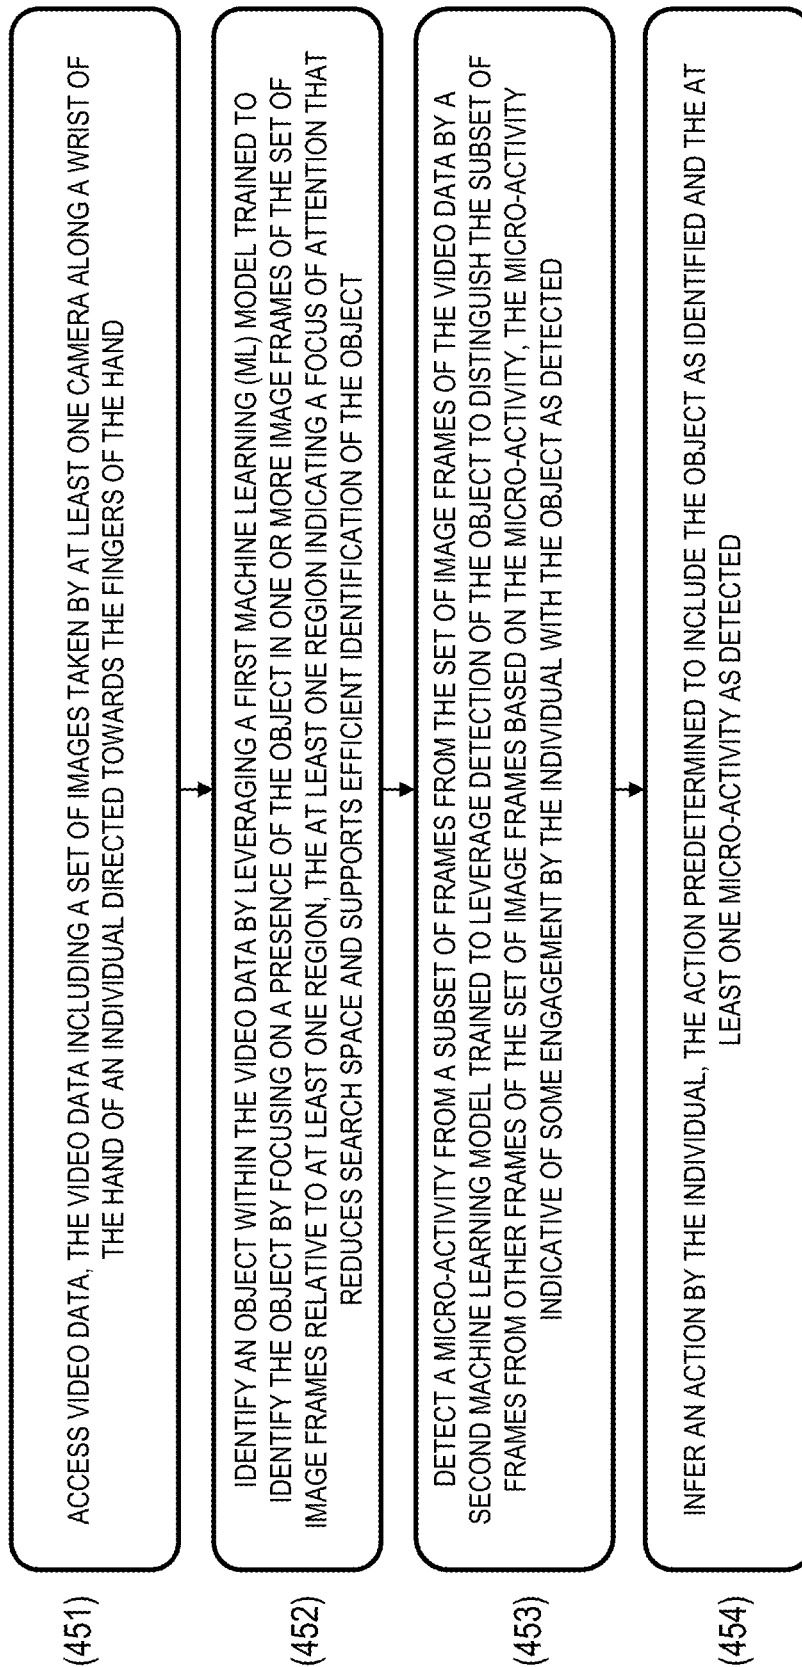 (451)
ACCESS VIDEO DATA, THE VIDEO DATA INCLUDING A SET OF IMAGES TAKEN BY AT LEAST ONE CAMERA ALONG A WRIST OF
THE HAND OF AN INDIVIDUAL DIRECTED TOWARDS THE FINGERS OF THE HAND
(452)
IDENTIFY AN OBJECT WITHIN THE VIDEO DATA BY LEVERAGING A FIRST MACHINE LEARNING (ML) MODEL TRAINED TO
IDENTIFY THE OBJECT BY FOCUSING ON A PRESENCE OF THE OBJECT IN ONE OR MORE IMAGE FRAMES OF THE SET OF
IMAGE FRAMES RELATIVE TO AT LEAST ONE REGION, THE AT LEAST ONE REGION INDICATING A FOCUS OF ATTENTION THAT
REDUCES SEARCH SPACE AND SUPPORTS EFFICIENT IDENTIFICATION OF THE OBJECT
(453)
DETECT A MICRO-ACTIVITY FROM A SUBSET OF FRAMES FROM THE SET OF IMAGE FRAMES OF THE VIDEO DATA BY A
SECOND MACHINE LEARNING MODEL TRAINED TO LEVERAGE DETECTION OF THE OBJECT TO DISTINGUISH THE SUBSET OF
FRAMES FROM OTHER FRAMES OF THE SET OF IMAGE FRAMES BASED ON THE MICRO-ACTIVITY, THE MICRO-ACTIVITY
INDICATIVE OF SOME ENGAGEMENT BY THE INDIVIDUAL WITH THE OBJECT AS DETECTED
(454)
INFER AN ACTION BY THE INDIVIDUAL, THE ACTION PREDETERMINED TO INCLUDE THE OBJECT AS IDENTIFIED AND THE AT
LEAST ONE MICRO-ACTIVITY AS DETECTED